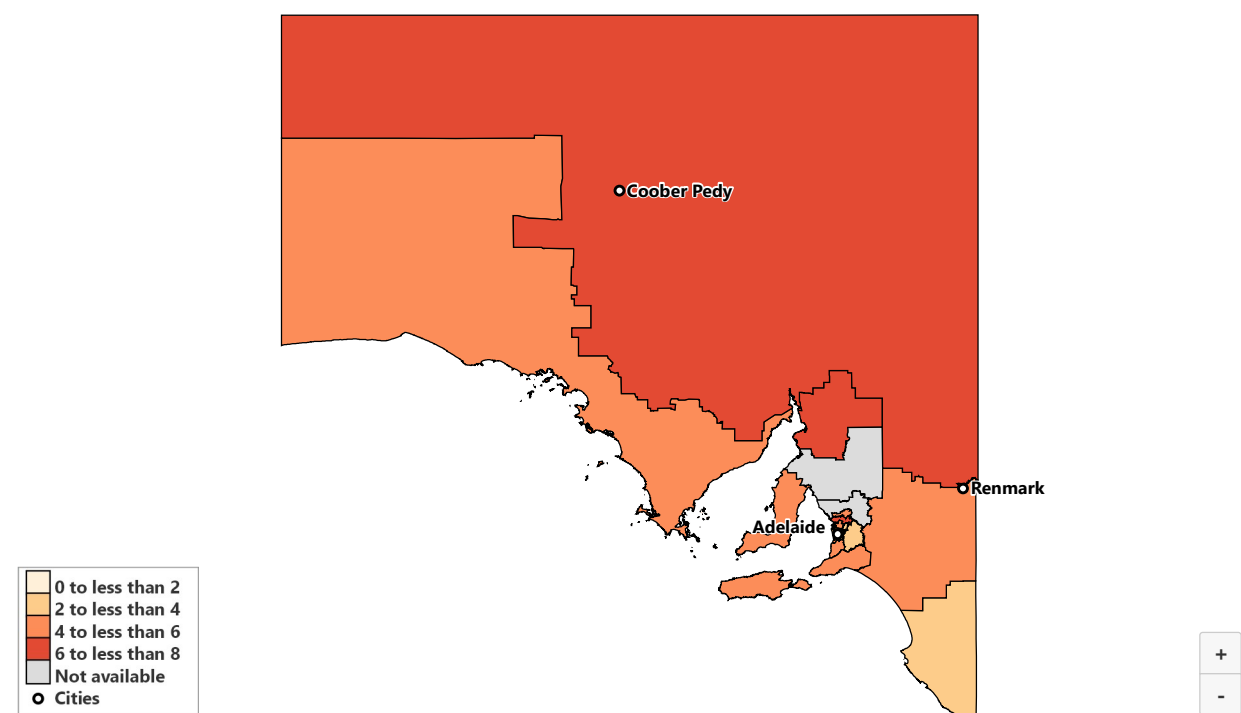 Coober Pedy
Renmark
Adelaide
0 to less than 2
2 to less than 4
4 to less than 6
6 to less than 8
Not available
Cities
+
-